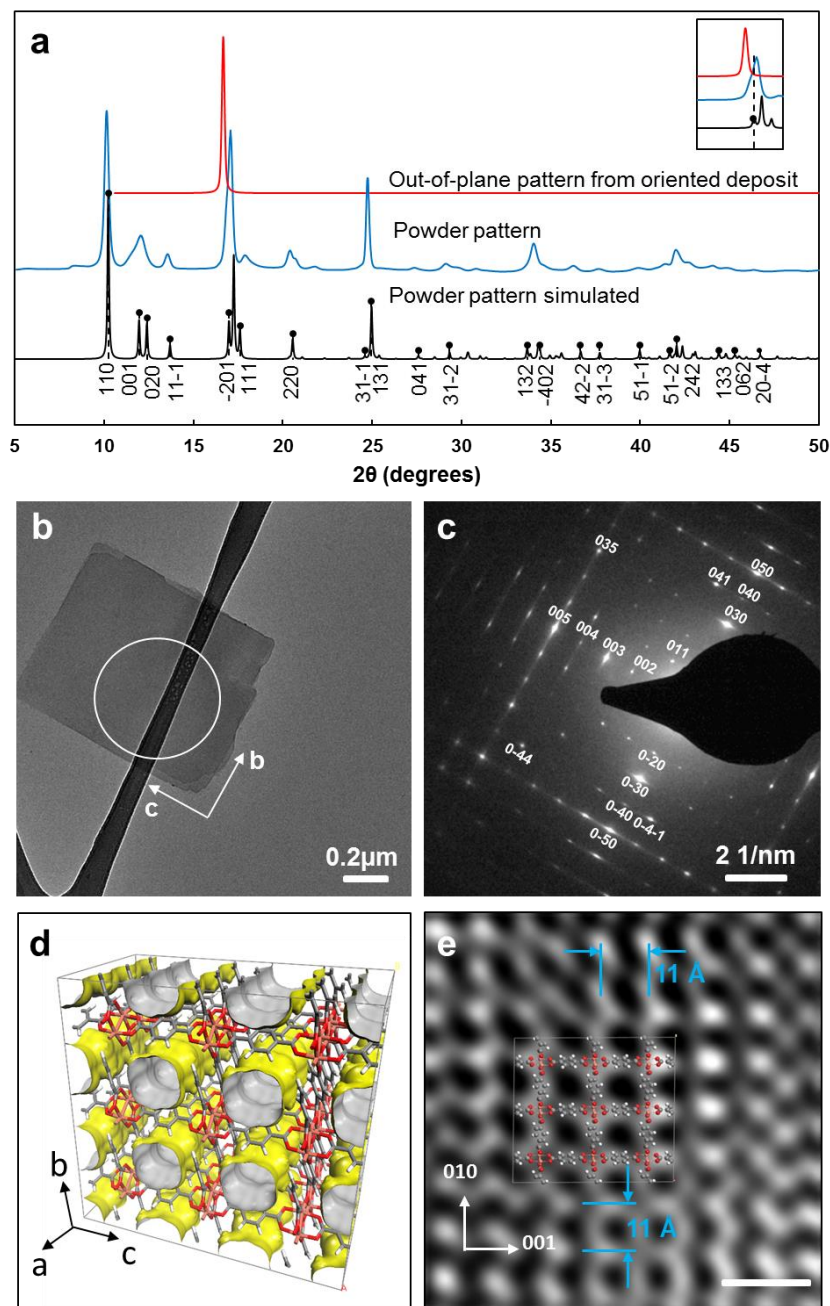 a
Out-of-plane pattern from oriented deposit
Powder pattern
Powder pattern simulated
110 001 020 11-1 -201 111 220 31-1 131 041 31-2 132 -402 42-2 31-3 51-1 51-2 242 133 062 20-4
5 10 15 20 25 30 35 40 45 50
2θ (degrees)
b
b
c
0.2µm
c
035
050
041 040
030
005 004 003 002 011
0-44
0-20
0-30
0-40 0-4-1
0-50
2 1/nm
d
b
a
c
e
11 Å
010
001
11 Å